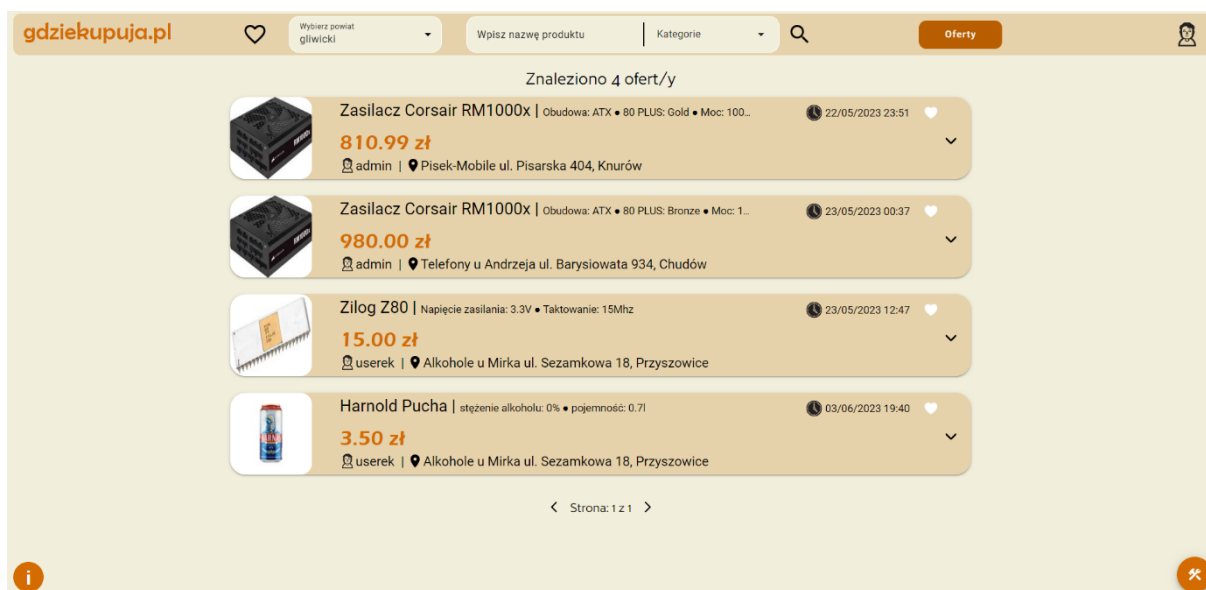 gdziekupuja.pl
Wybierz powiat
gliwicki
Wpisz nazwę produktu
Kategorie
Oferty
Znaleziono 4 ofert/y
Zasilacz Corsair RM1000x | Obudowa: ATX ● 80 PLUS: Gold ● Moc: 100...
22/05/2023 23:51
810.99 zł
admin | Pisek-Mobile ul. Pisarska 404, Knurów
Zasilacz Corsair RM1000x | Obudowa: ATX ● 80 PLUS: Bronze ● Moc: 1...
23/05/2023 00:37
980.00 zł
admin | Telefony u Andrzeja ul. Barysiowata 934, Chudów
Zilog Z80 | Napięcie zasilania: 3.3V ● Taktowanie: 15Mhz
23/05/2023 12:47
15.00 zł
userek | Alkohole u Mirka ul. Sezamkowa 18, Przyszowice
Harnold Pucha | stężenie alkoholu: 0% ● pojemność: 0.7l
03/06/2023 19:40
3.50 zł
userek | Alkohole u Mirka ul. Sezamkowa 18, Przyszowice
Strona: 1 z 1
i